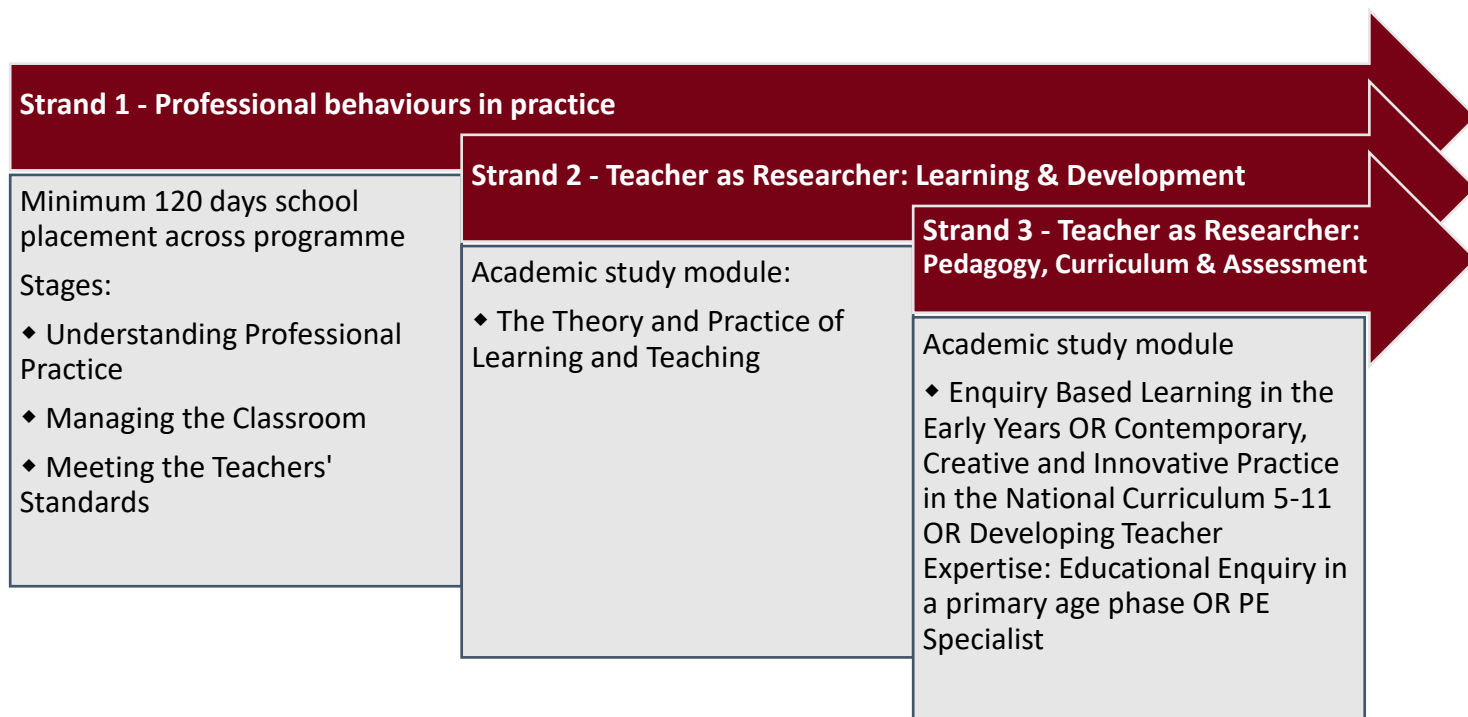 Strand 1 - Professional behaviours in practice
Minimum 120 days school
placement across programme
Stages:
◆ Understanding Professional
Practice
◆ Managing the Classroom
◆ Meeting the Teachers'
Standards
Strand 2 - Teacher as Researcher: Learning & Development
Academic study module:
◆ The Theory and Practice of
Learning and Teaching
Strand 3 - Teacher as Researcher:
Pedagogy, Curriculum & Assessment
Academic study module
◆ Enquiry Based Learning in the
Early Years OR Contemporary,
Creative and Innovative Practice
in the National Curriculum 5-11
OR Developing Teacher
Expertise: Educational Enquiry in
a primary age phase OR PE
Specialist